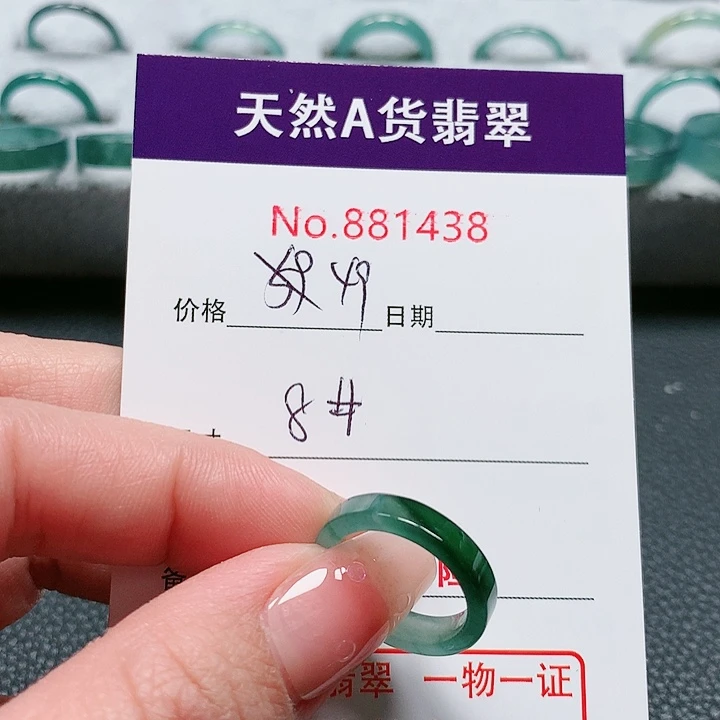 天然A货翡翠
No.881438
价格 49 日期
8#
翡翠 一物一证